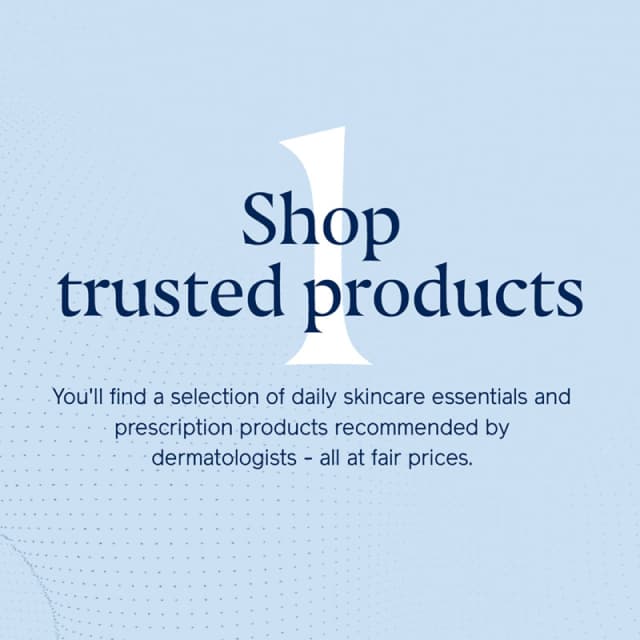 1
Shop
trusted products
You'll find a selection of daily skincare essentials and
prescription products recommended by
dermatologists - all at fair prices.